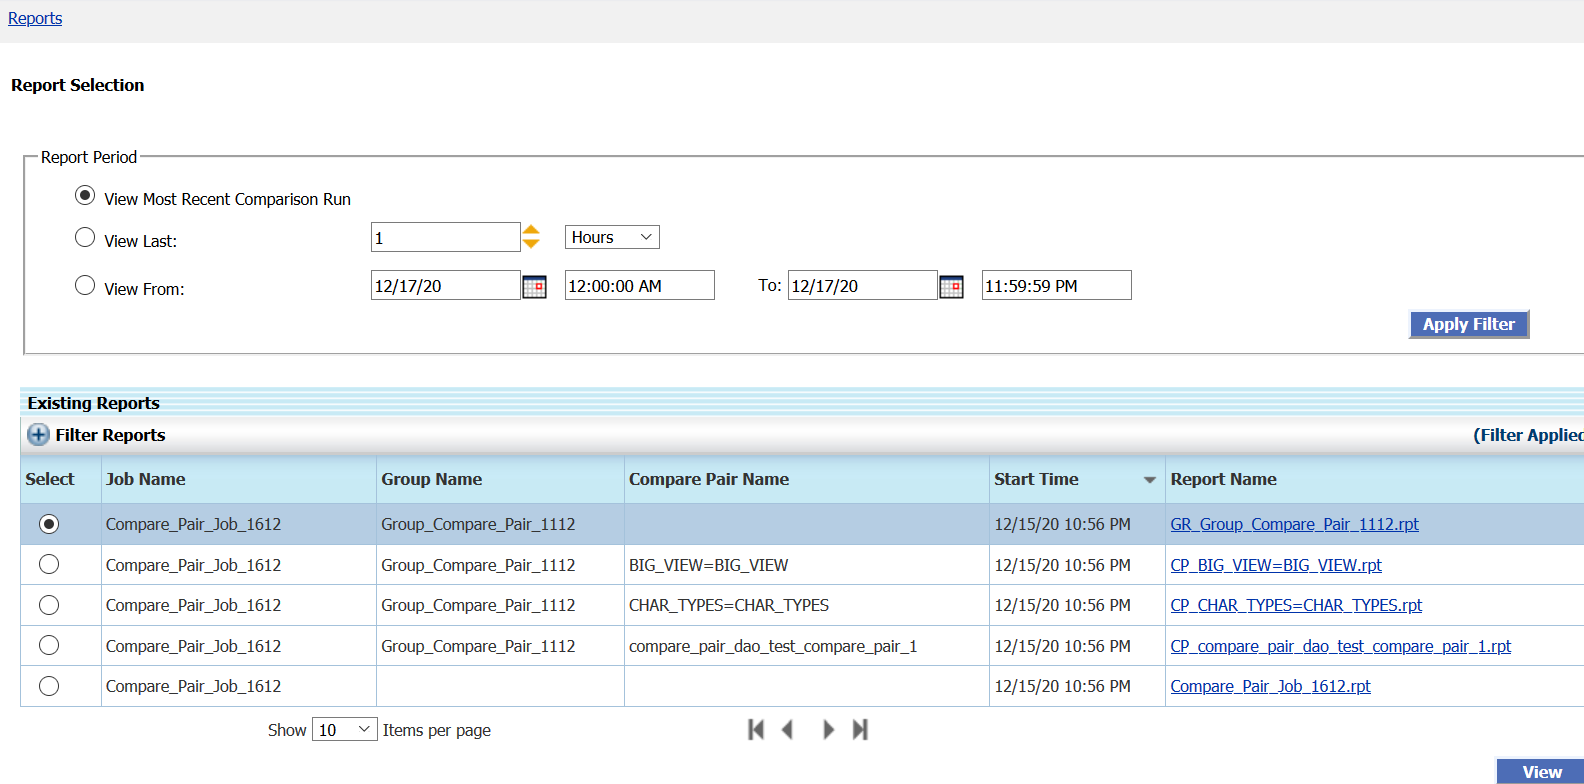 Reports
Report Selection
Report Period
View Most Recent Comparison Run
View Last: 1 Hours
View From: 12/17/20 12:00:00 AM To: 12/17/20 11:59:59 PM
Apply Filter
Existing Reports
Filter Reports (Filter Applied
Select Job Name Group Name Compare Pair Name Start Time Report Name
Compare_Pair_Job_1612 Group_Compare_Pair_1112 12/15/20 10:56 PM GR_Group_Compare_Pair_1112.rpt
Compare_Pair_Job_1612 Group_Compare_Pair_1112 BIG_VIEW=BIG_VIEW 12/15/20 10:56 PM CP_BIG_VIEW=BIG_VIEW.rpt
Compare_Pair_Job_1612 Group_Compare_Pair_1112 CHAR_TYPES=CHAR_TYPES 12/15/20 10:56 PM CP_CHAR_TYPES=CHAR_TYPES.rpt
Compare_Pair_Job_1612 Group_Compare_Pair_1112 compare_pair_dao_test_compare_pair_1 12/15/20 10:56 PM CP_compare_pair_dao_test_compare_pair_1.rpt
Compare_Pair_Job_1612 12/15/20 10:56 PM Compare_Pair_Job_1612.rpt
Show 10 Items per page
View